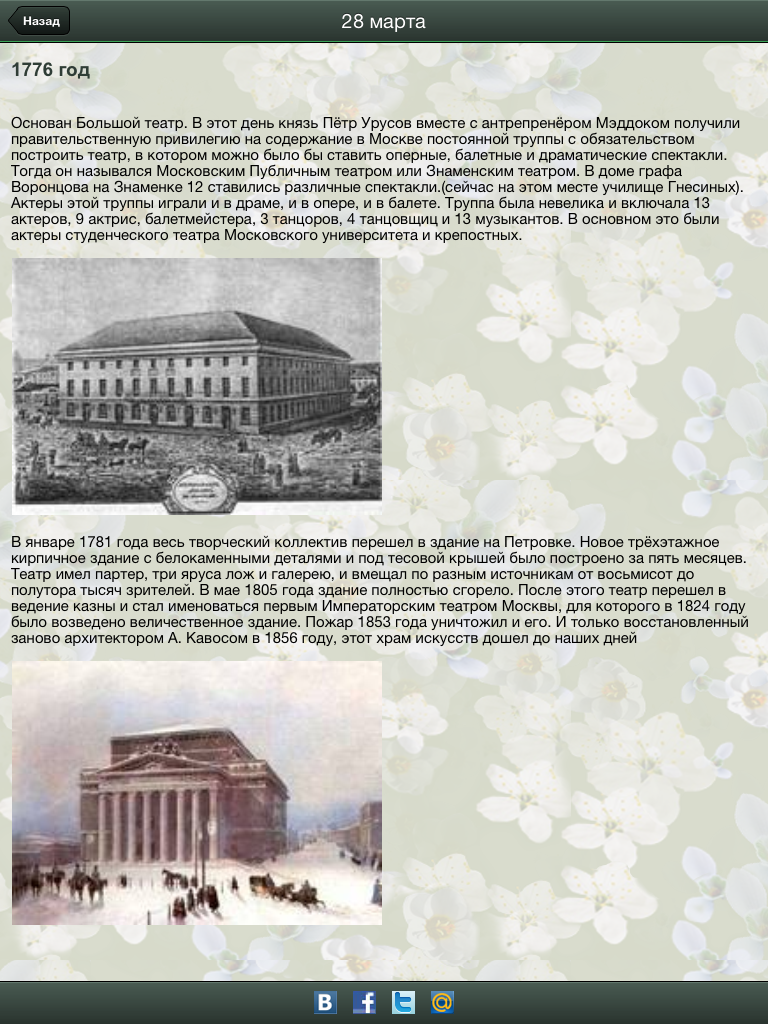 Назад
28 марта
1776 год
Основан Большой театр. В этот день князь Пётр Урусов вместе с антрепренёром Мэддоком получили
правительственную привилегию на содержание в Москве постоянной труппы с обязательством
построить театр, в котором можно было бы ставить оперные, балетные и драматические спектакли.
Тогда он назывался Московским Публичным театром или Знаменским театром. В доме графа
Воронцова на Знаменке 12 ставились различные спектакли.(сейчас на этом месте училище Гнесиных).
Актеры этой труппы играли и в драме, и в опере, и в балете. Труппа была невелика и включала 13
актеров, 9 актрис, балетмейстера, 3 танцоров, 4 танцовщиц и 13 музыкантов. В основном это были
актеры студенческого театра Московского университета и крепостных.
В январе 1781 года весь творческий коллектив перешел в здание на Петровке. Новое трёхэтажное
кирпичное здание с белокаменными деталями и под тесовой крышей было построено за пять месяцев.
Театр имел партер, три яруса лож и галерею, и вмещал по разным источникам от восьмисот до
полутора тысяч зрителей. В мае 1805 года здание полностью сгорело. После этого театр перешел в
ведение казны и стал именоваться первым Императорским театром Москвы, для которого в 1824 году
было возведено величественное здание. Пожар 1853 года уничтожил и его. И только восстановленный
заново архитектором А. Кавосом в 1856 году, этот храм искусств дошел до наших дней